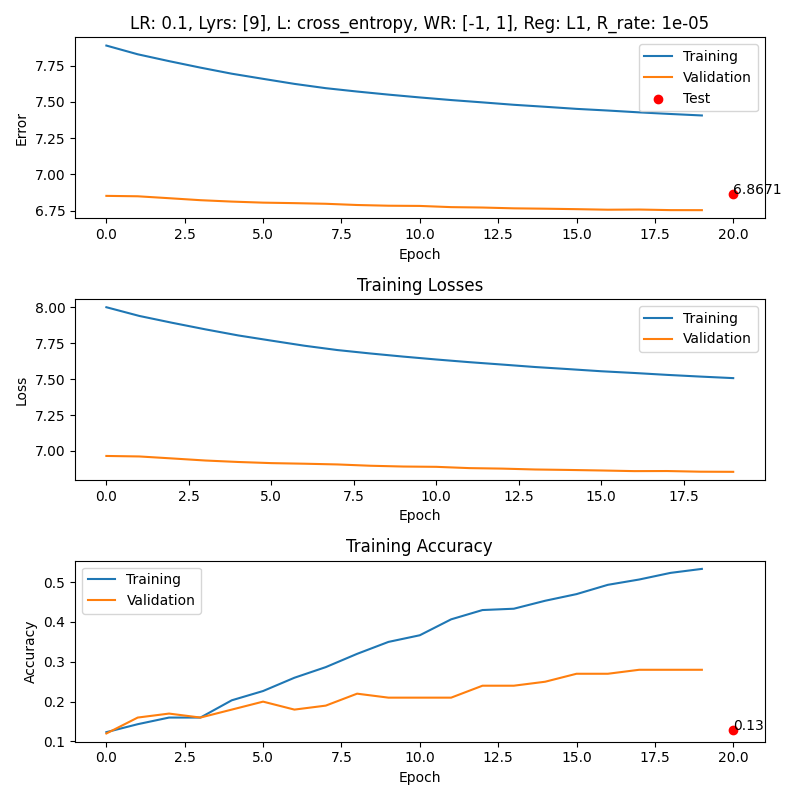 LR: 0.1, Lyrs: [9], L: cross_entropy, WR: [-1, 1], Reg: L1, R_rate: 1e-05
Training
Validation
Test
7.75
7.50
7.25
7.00
6.75
Error
6.8671
0.0 2.5 5.0 7.5 10.0 12.5 15.0 17.5 20.0
Epoch
Training Losses
Training
Validation
8.00
7.75
7.50
7.25
7.00
Loss
0.0 2.5 5.0 7.5 10.0 12.5 15.0 17.5
Epoch
Training Accuracy
Training
Validation
0.5
0.4
0.3
0.2
0.1
Accuracy
0.13
0.0 2.5 5.0 7.5 10.0 12.5 15.0 17.5 20.0
Epoch